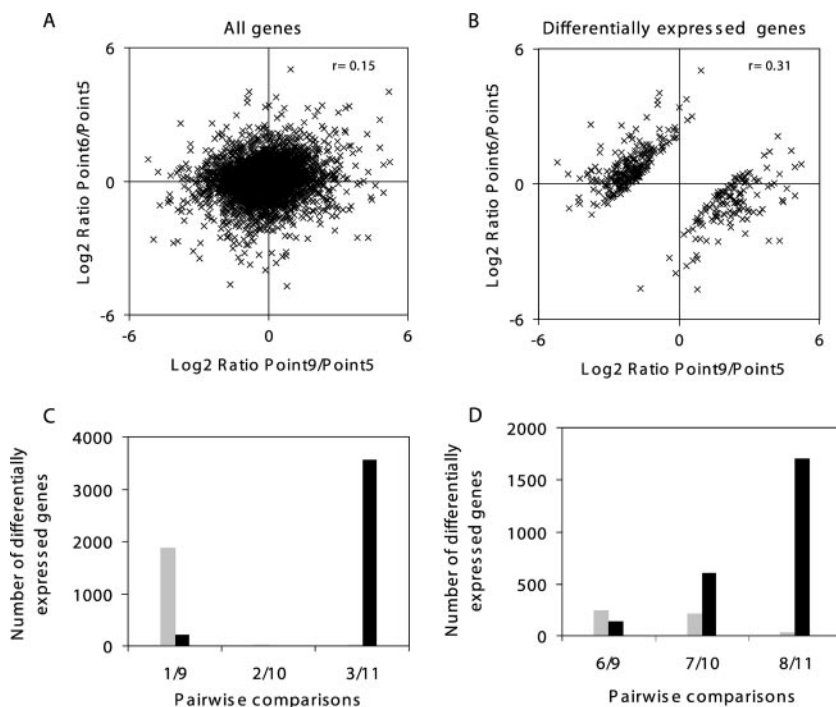 A
All genes
6
r= 0.15
Log2 Ratio Point6/Point5
0
-6
-6
0
6
Log2 Ratio Point9/Point5
B
Differentially expressed genes
6
r= 0.31
Log2 Ratio Point6/Point5
0
-6
-6
0
6
Log2 Ratio Point9/Point5
C
Number of differentially
expressed genes
4000
3000
2000
1000
0
1/9
2/10
3/11
Pairwise comparisons
D
Number of differentially
expressed genes
2000
1500
1000
500
0
6/9
7/10
8/11
Pairwise comparisons